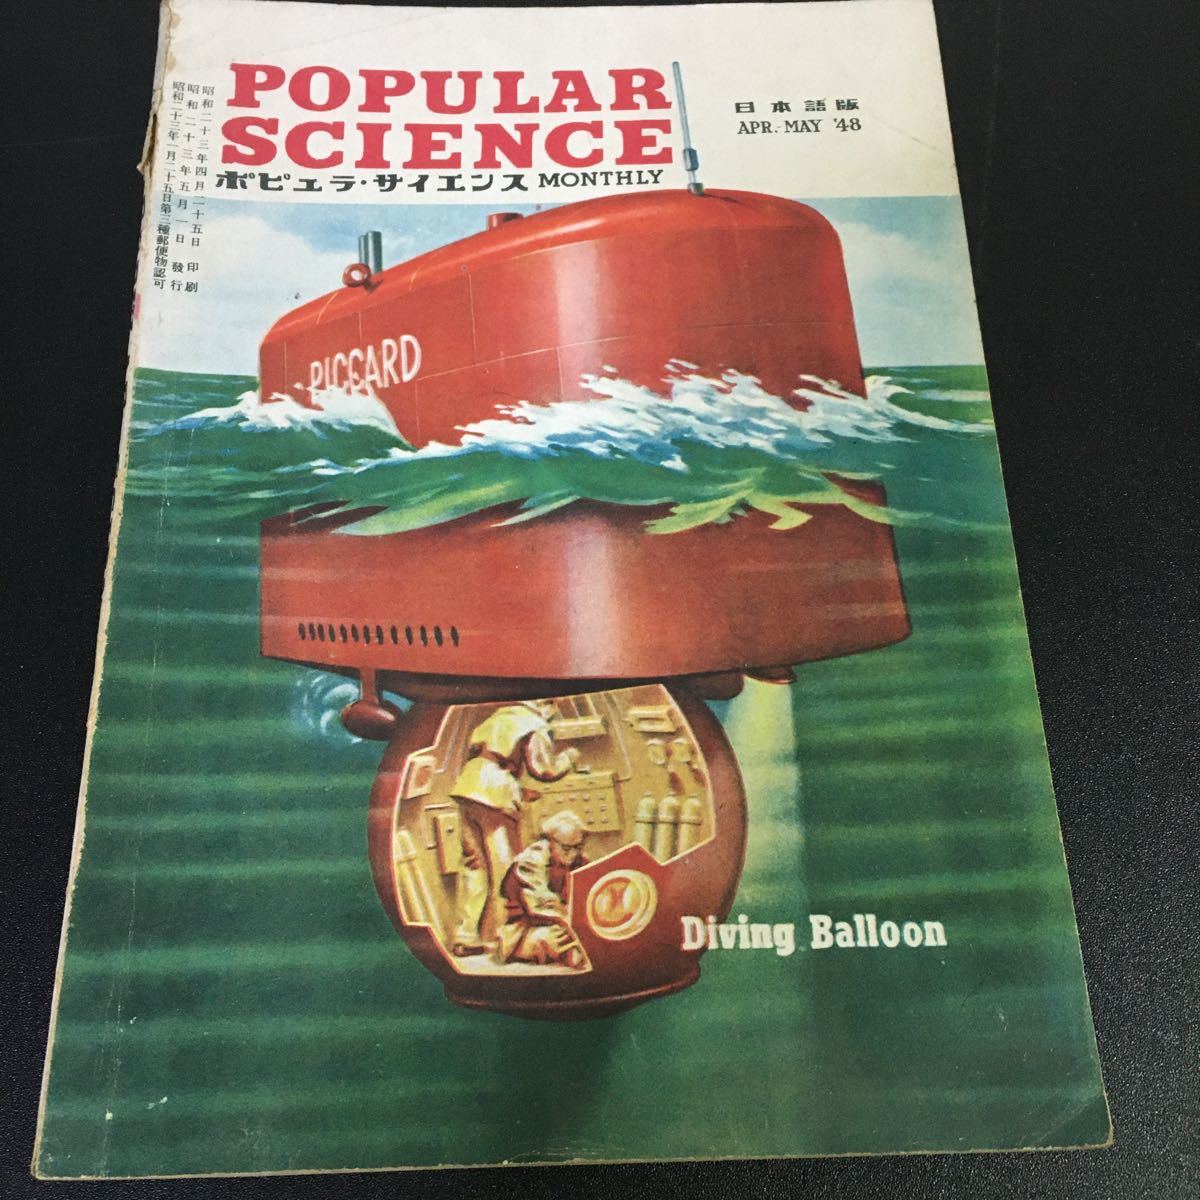 昭和二十三年四月二十五日 印刷
昭和二十三年五月一日 發行
昭和二十三年一月二十五日第三種郵便物認可
POPULAR
SCIENCE
ポピュラ・サイエンス MONTHLY
日本語版
APR.-MAY '48
PICCARD
Diving Balloon